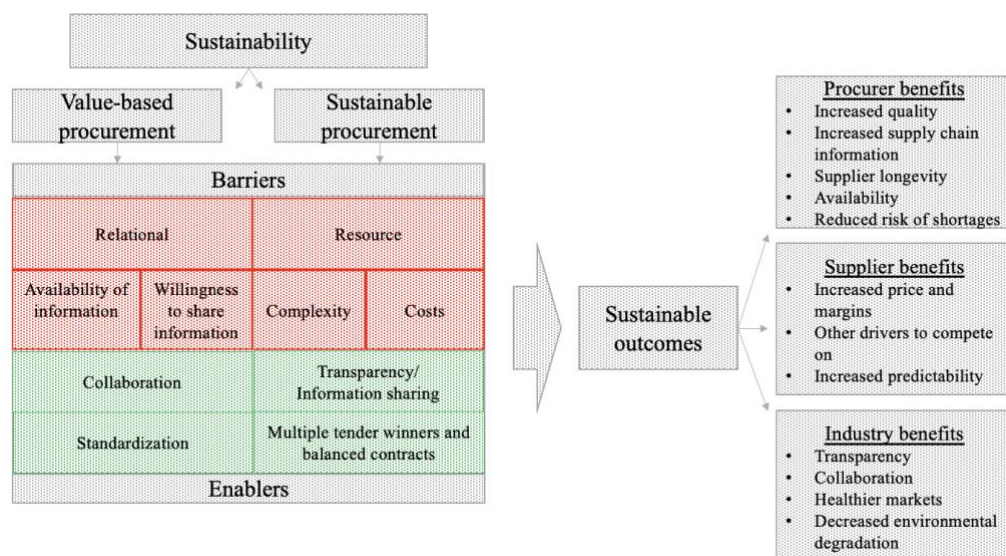 Sustainability
Value-based
procurement
Sustainable
procurement
Barriers
Relational
Resource
Availability of
information
Willingness
to share
information
Complexity
Costs
Collaboration
Transparency/
Information sharing
Standardization
Multiple tender winners and
balanced contracts
Enablers
Sustainable
outcomes
Procurer benefits
• Increased quality
• Increased supply chain
information
• Supplier longevity
• Availability
• Reduced risk of shortages
Supplier benefits
• Increased price and
margins
• Other drivers to compete
on
• Increased predictability
Industry benefits
• Transparency
• Collaboration
• Healthier markets
• Decreased environmental
degradation